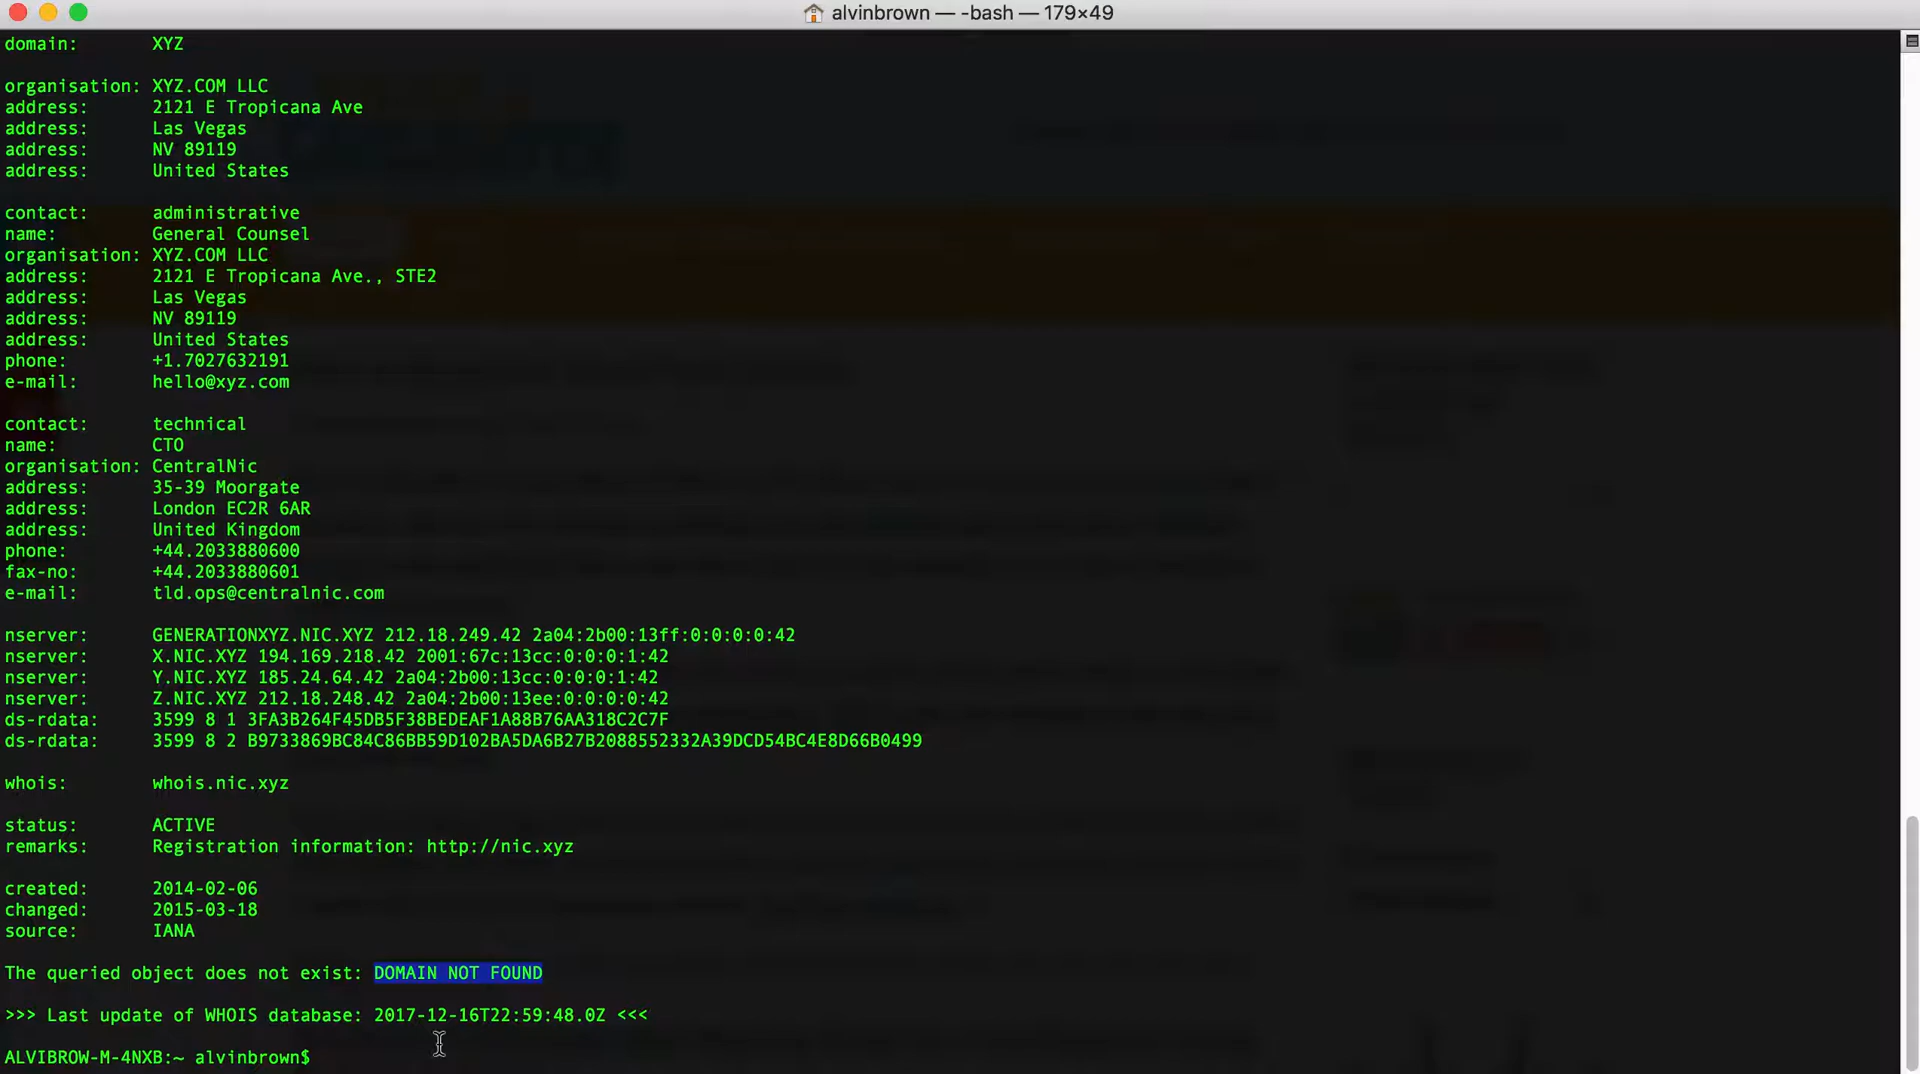 alvinbrown — -bash — 179×49
domain: XYZ
organisation: XYZ.COM LLC
address: 2121 E Tropicana Ave
address: Las Vegas
address: NV 89119
address: United States
contact: administrative
name: General Counsel
organisation: XYZ.COM LLC
address: 2121 E Tropicana Ave., STE2
address: Las Vegas
address: NV 89119
address: United States
phone: +1.7027632191
e-mail: hello@xyz.com
contact: technical
name: CTO
organisation: CentralNic
address: 35-39 Moorgate
address: London EC2R 6AR
address: United Kingdom
phone: +44.2033880600
fax-no: +44.2033880601
e-mail: tld.ops@centralnic.com
nserver: GENERATIONXYZ.NIC.XYZ 212.18.249.42 2a04:2b00:13ff:0:0:0:0:42
nserver: X.NIC.XYZ 194.169.218.42 2001:67c:13cc:0:0:0:1:42
nserver: Y.NIC.XYZ 185.24.64.42 2a04:2b00:13cc:0:0:0:1:42
nserver: Z.NIC.XYZ 212.18.248.42 2a04:2b00:13ee:0:0:0:0:42
ds-rdata: 3599 8 1 3FA3B264F45DB5F38BEDEAF1A88B76AA318C2C7F
ds-rdata: 3599 8 2 B9733869BC84C86BB59D102BA5DA6B27B2088552332A39DCD54BC4E8D66B0499
whois: whois.nic.xyz
status: ACTIVE
remarks: Registration information: http://nic.xyz
created: 2014-02-06
changed: 2015-03-18
source: IANA
The queried object does not exist: DOMAIN NOT FOUND
>>> Last update of WHOIS database: 2017-12-16T22:59:48.0Z <<<
ALVIBROW-M-4NXB:~ alvinbrown$